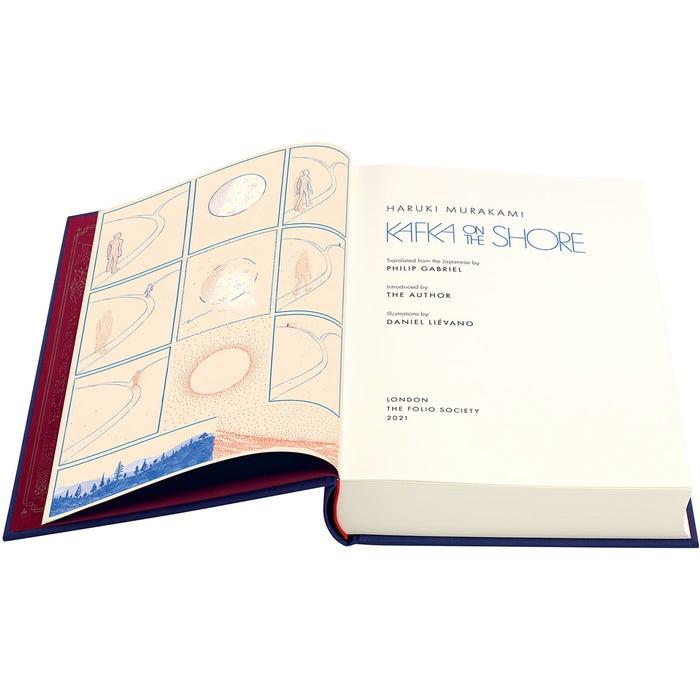 HARUKI MURAKAMI
KAFKA ON THE SHORE
Translated from the Japanese by
PHILIP GABRIEL
Introduced by
THE AUTHOR
Illustrations by
DANIEL LIÉVANO
LONDON
THE FOLIO SOCIETY
2021